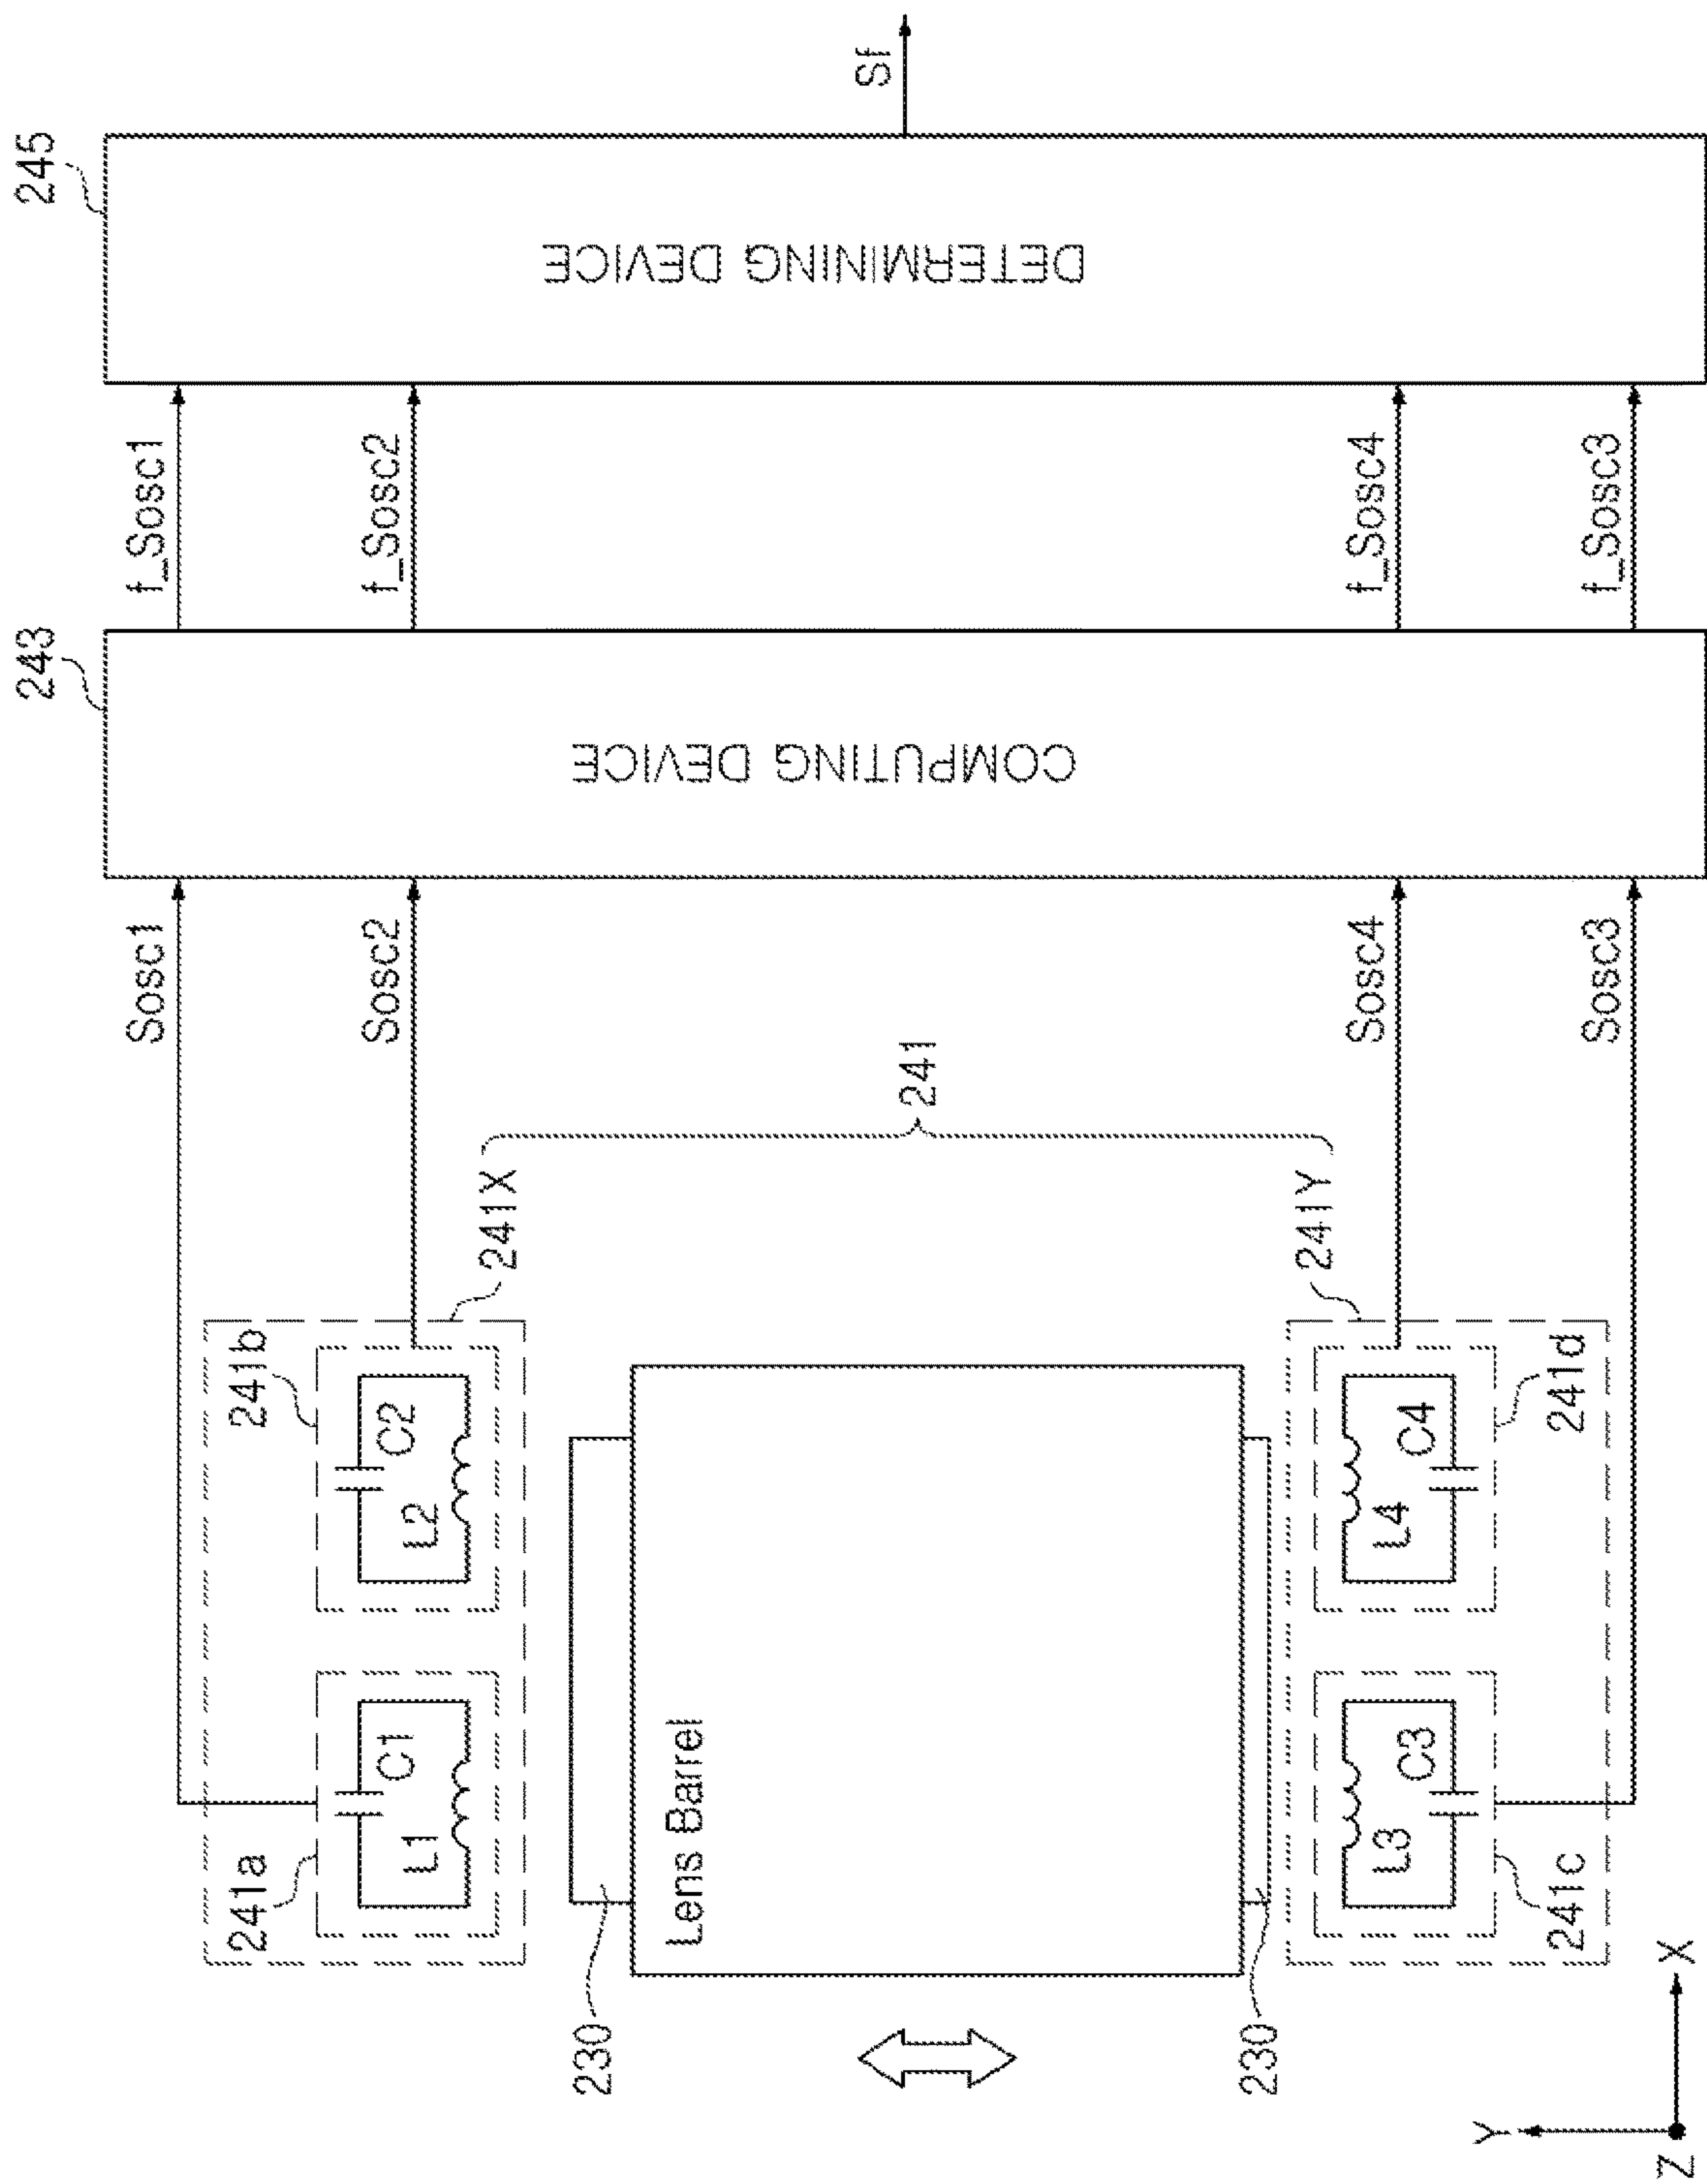 245
Sf
DETERMINING DEVICE
f_Sosc1
f_Sosc2
f_Sosc4
f_Sosc3
243
COMPUTING DEVICE
Sosc1
Sosc2
Sosc4
Sosc3
241
241X
241Y
241b
C2
L2
241d
C4
L4
241a
C1
L1
241c
C3
L3
Lens Barrel
230
230
X
Y
Z